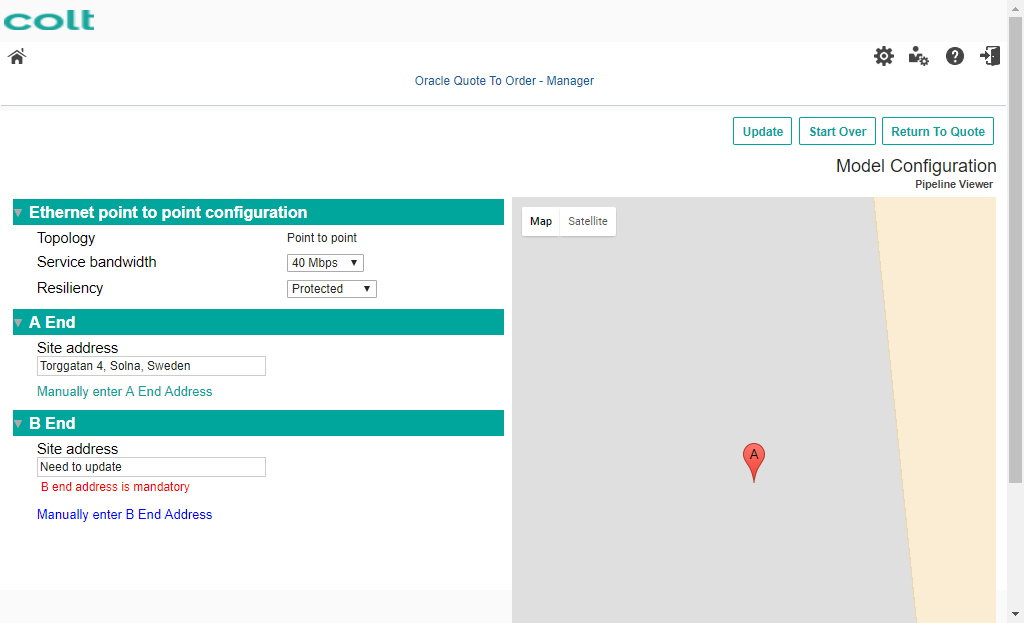 colt
Oracle Quote To Order - Manager
Update Start Over Return To Quote
Model Configuration
Pipeline Viewer
Ethernet point to point configuration
Topology Point to point
Service bandwidth 40 Mbps
Resiliency Protected
A End
Site address
Torggatan 4, Solna, Sweden
Manually enter A End Address
B End
Site address
Need to update
B end address is mandatory
Manually enter B End Address
Map Satellite
A